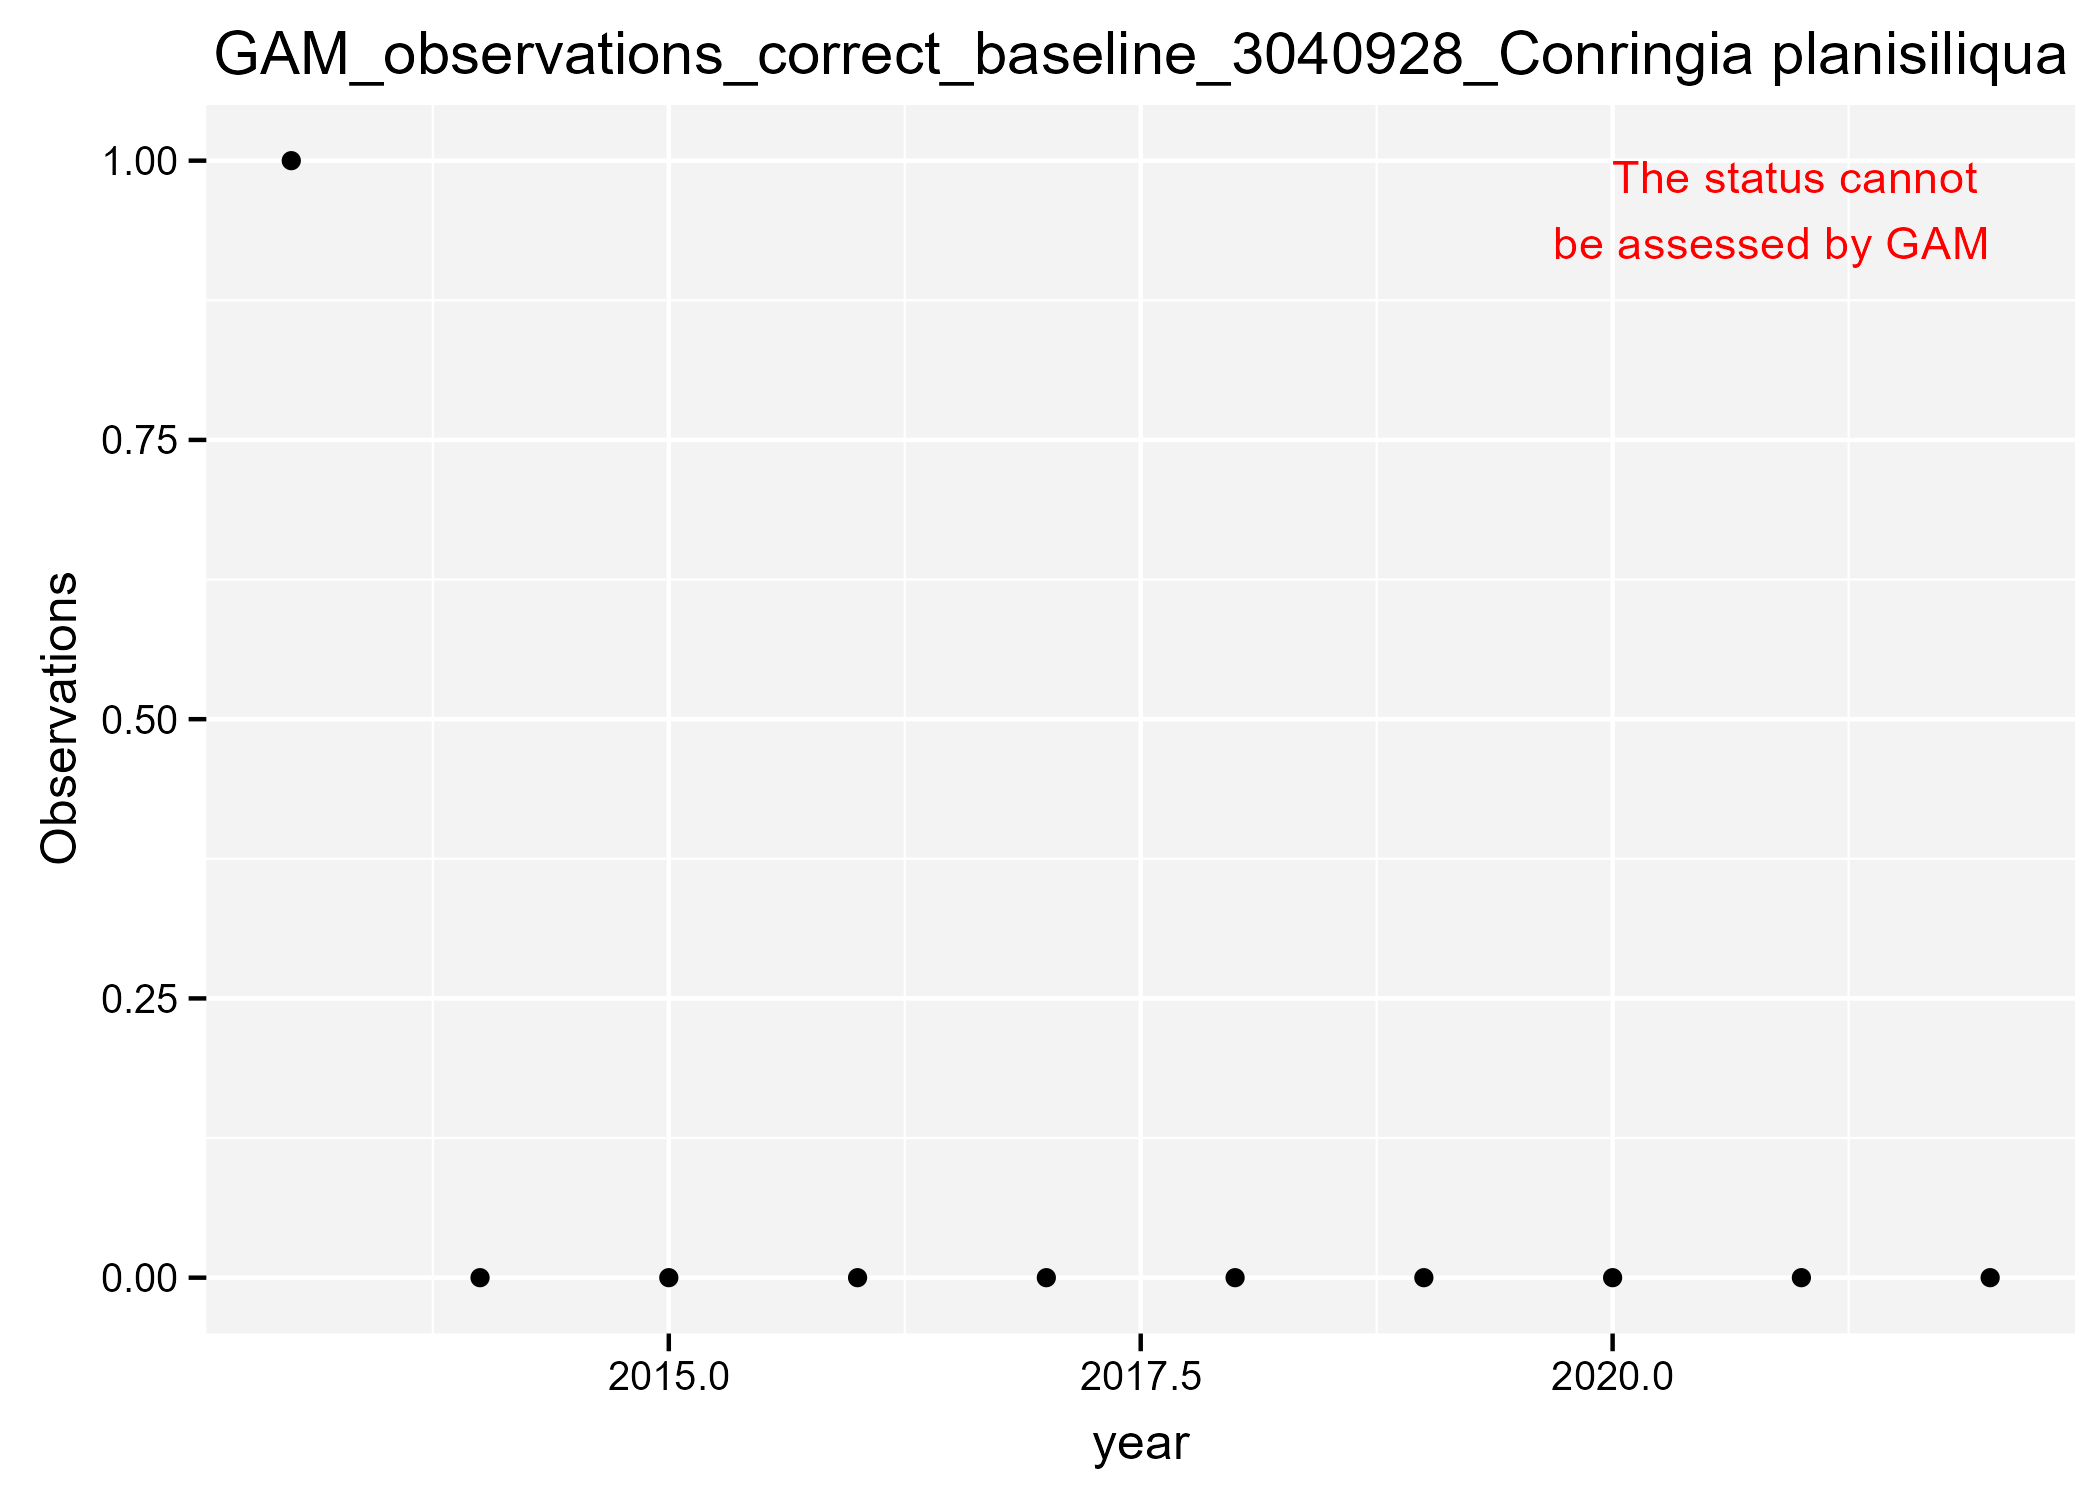 GAM_observations_correct_baseline_3040928_Conringia planisiliqua
The status cannot
be assessed by GAM
1.00
0.75
0.50
0.25
0.00
Observations
2015.0
2017.5
2020.0
year